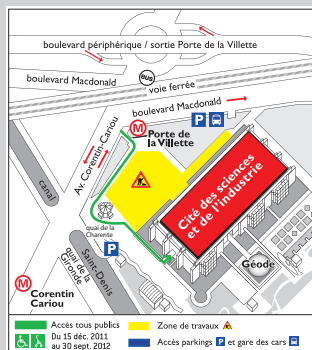 boulevard périphérique / sortie Porte de la Villette
boulevard Macdonald
BUS
voie ferrée
boulevard Macdonald
M
P
Porte de
la Villette
Av. Corentin-Cariou
canal
Cité des sciences
et de l'industrie
quai de la
Charente
P
quai de la
Gironde
Saint-Denis
Géode
M
Corentin
Cariou
Accès tous publics
Zone de travaux
Du 15 déc. 2011
au 30 sept. 2012
Accès parkings P et gare des cars